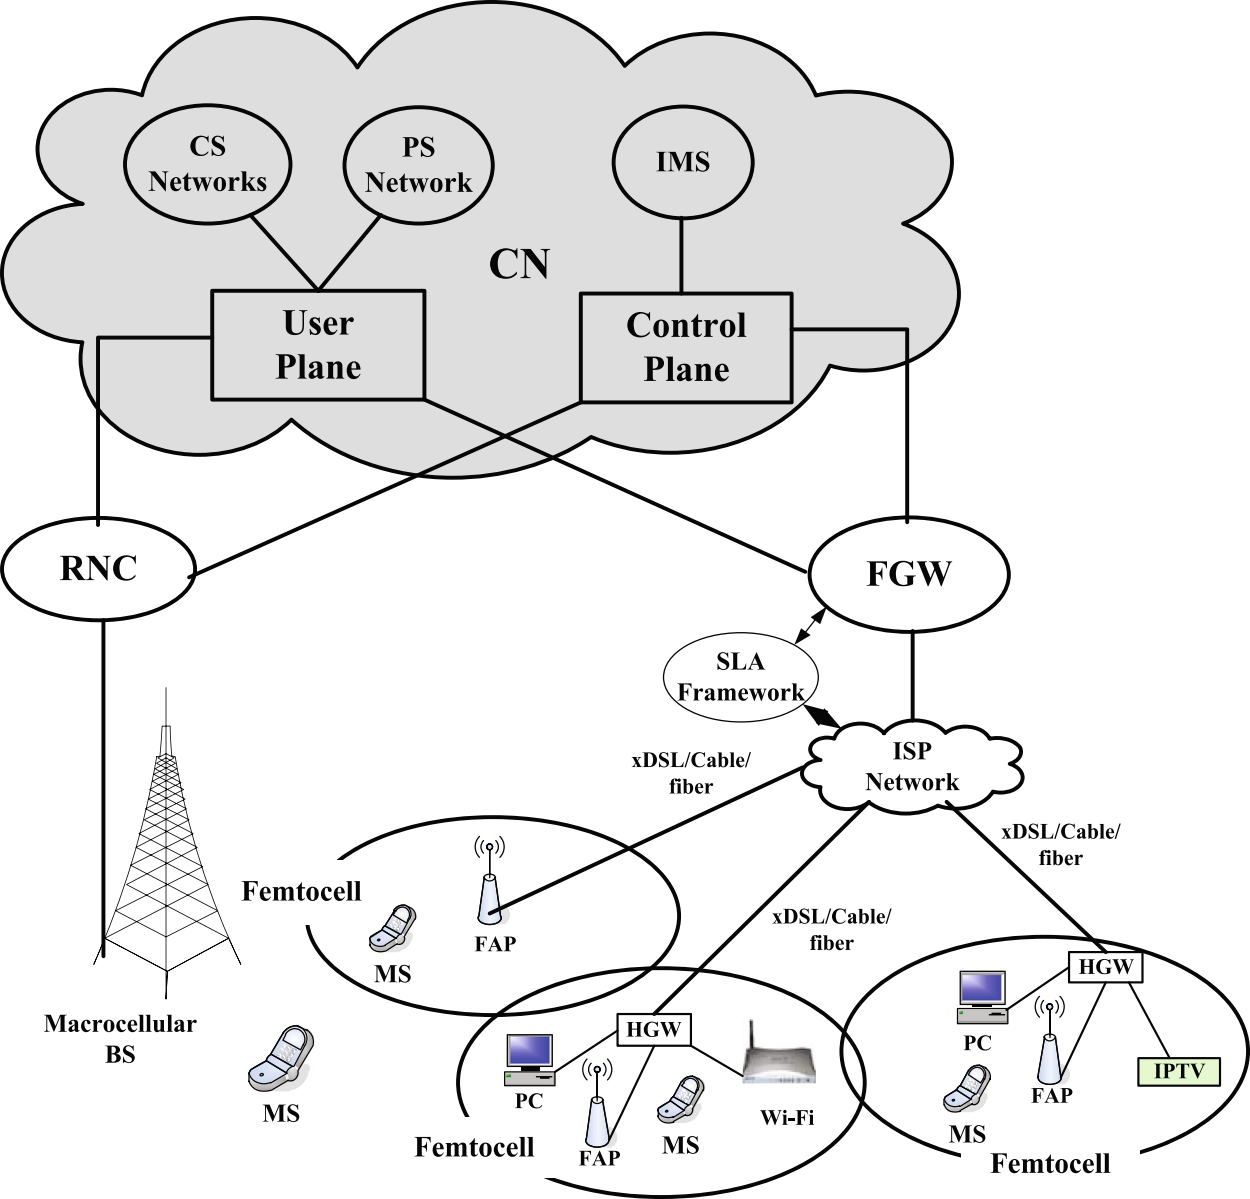 CS
Networks
PS
Network
IMS
CN
User
Plane
Control
Plane
RNC
FGW
SLA
Framework
ISP
Network
xDSL/Cable/
fiber
xDSL/Cable/
fiber
xDSL/Cable/
fiber
Femtocell
FAP
MS
Macrocellular
BS
MS
HGW
PC
FAP
MS
Wi-Fi
Femtocell
HGW
PC
FAP
IPTV
MS
Femtocell